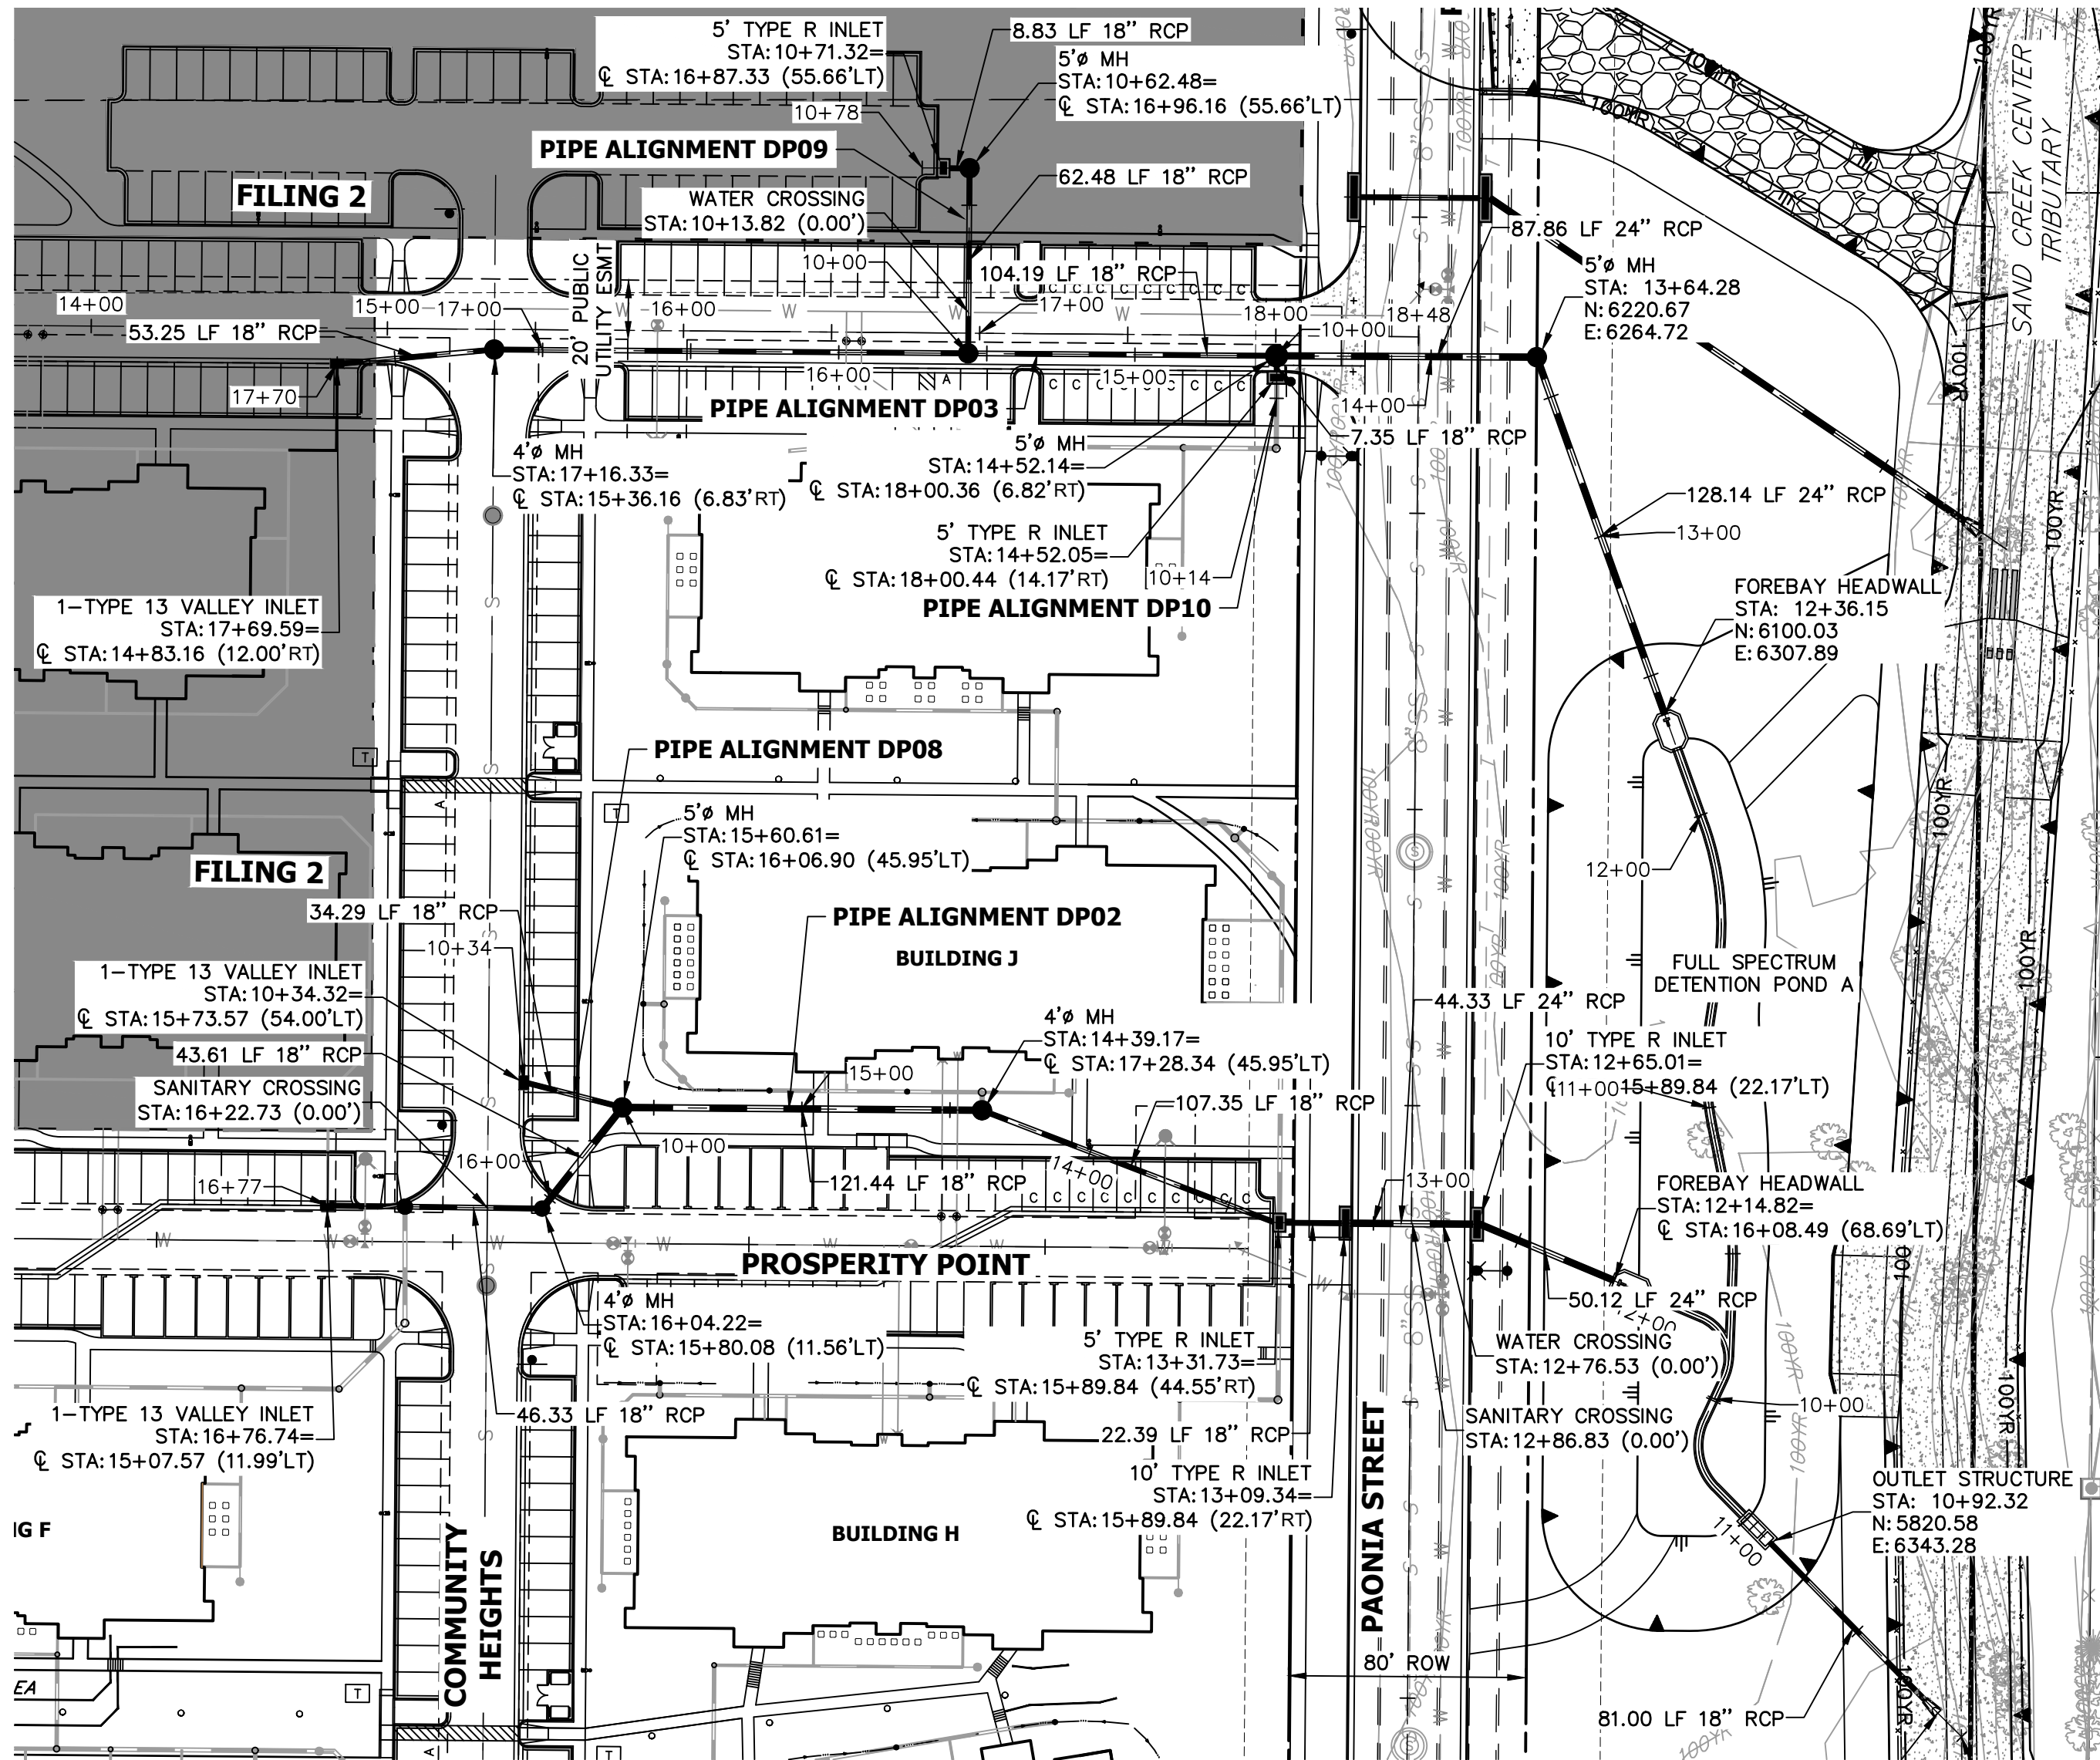 5' TYPE R INLET
STA:10+71.32=
℄ STA:16+87.33 (55.66'LT)
8.83 LF 18" RCP
5'ø MH
STA:10+62.48=
℄ STA:16+96.16 (55.66'LT)
10+78
PIPE ALIGNMENT DP09
FILING 2
62.48 LF 18" RCP
WATER CROSSING
STA:10+13.82 (0.00')
20' PUBLIC
UTILITY ESMT
10+00
104.19 LF 18" RCP
87.86 LF 24" RCP
5'ø MH
STA: 13+64.28
N:6220.67
E:6264.72
SAND CREEK CENTER
TRIBUTARY
100YR
100YR
100YR
14+00
15+00
17+00
16+00
17+00
18+00
10+00
18+48
53.25 LF 18" RCP
17+70
16+00
15+00
14+00
PIPE ALIGNMENT DP03
7.35 LF 18" RCP
4'ø MH
STA:17+16.33=
℄ STA:15+36.16 (6.83'RT)
5'ø MH
STA:14+52.14=
℄ STA:18+00.36 (6.82'RT)
5' TYPE R INLET
STA:14+52.05=
℄ STA:18+00.44 (14.17'RT)
10+14
PIPE ALIGNMENT DP10
128.14 LF 24" RCP
13+00
FOREBAY HEADWALL
STA: 12+36.15
N:6100.03
E:6307.89
1-TYPE 13 VALLEY INLET
STA:17+69.59=
℄ STA:14+83.16 (12.00'RT)
PIPE ALIGNMENT DP08
5'ø MH
STA:15+60.61=
℄ STA:16+06.90 (45.95'LT)
12+00
FILING 2
34.29 LF 18" RCP
10+34
PIPE ALIGNMENT DP02
BUILDING J
FULL SPECTRUM
DETENTION POND A
1-TYPE 13 VALLEY INLET
STA:10+34.32=
℄ STA:15+73.57 (54.00'LT)
43.61 LF 18" RCP
SANITARY CROSSING
STA:16+22.73 (0.00')
44.33 LF 24" RCP
10' TYPE R INLET
STA:12+65.01=
℄ 15+89.84 (22.17'LT)
11+00
4'ø MH
STA:14+39.17=
℄ STA:17+28.34 (45.95'LT)
15+00
107.35 LF 18" RCP
10+00
16+00
16+77
121.44 LF 18" RCP
14+00
13+00
FOREBAY HEADWALL
STA:12+14.82=
℄ STA:16+08.49 (68.69'LT)
PROSPERITY POINT
4'ø MH
STA:16+04.22=
℄ STA:15+80.08 (11.56'LT)
50.12 LF 24" RCP
12+00
5' TYPE R INLET
STA:13+31.73=
℄ STA:15+89.84 (44.55'RT)
WATER CROSSING
STA:12+76.53 (0.00')
10+00
1-TYPE 13 VALLEY INLET
STA:16+76.74=
℄ STA:15+07.57 (11.99'LT)
46.33 LF 18" RCP
22.39 LF 18" RCP
SANITARY CROSSING
STA:12+86.83 (0.00')
10' TYPE R INLET
STA:13+09.34=
℄ STA:15+89.84 (22.17'RT)
OUTLET STRUCTURE
STA: 10+92.32
N:5820.58
E:6343.28
11+00
BUILDING H
COMMUNITY
HEIGHTS
PAONIA STREET
80' ROW
81.00 LF 18" RCP